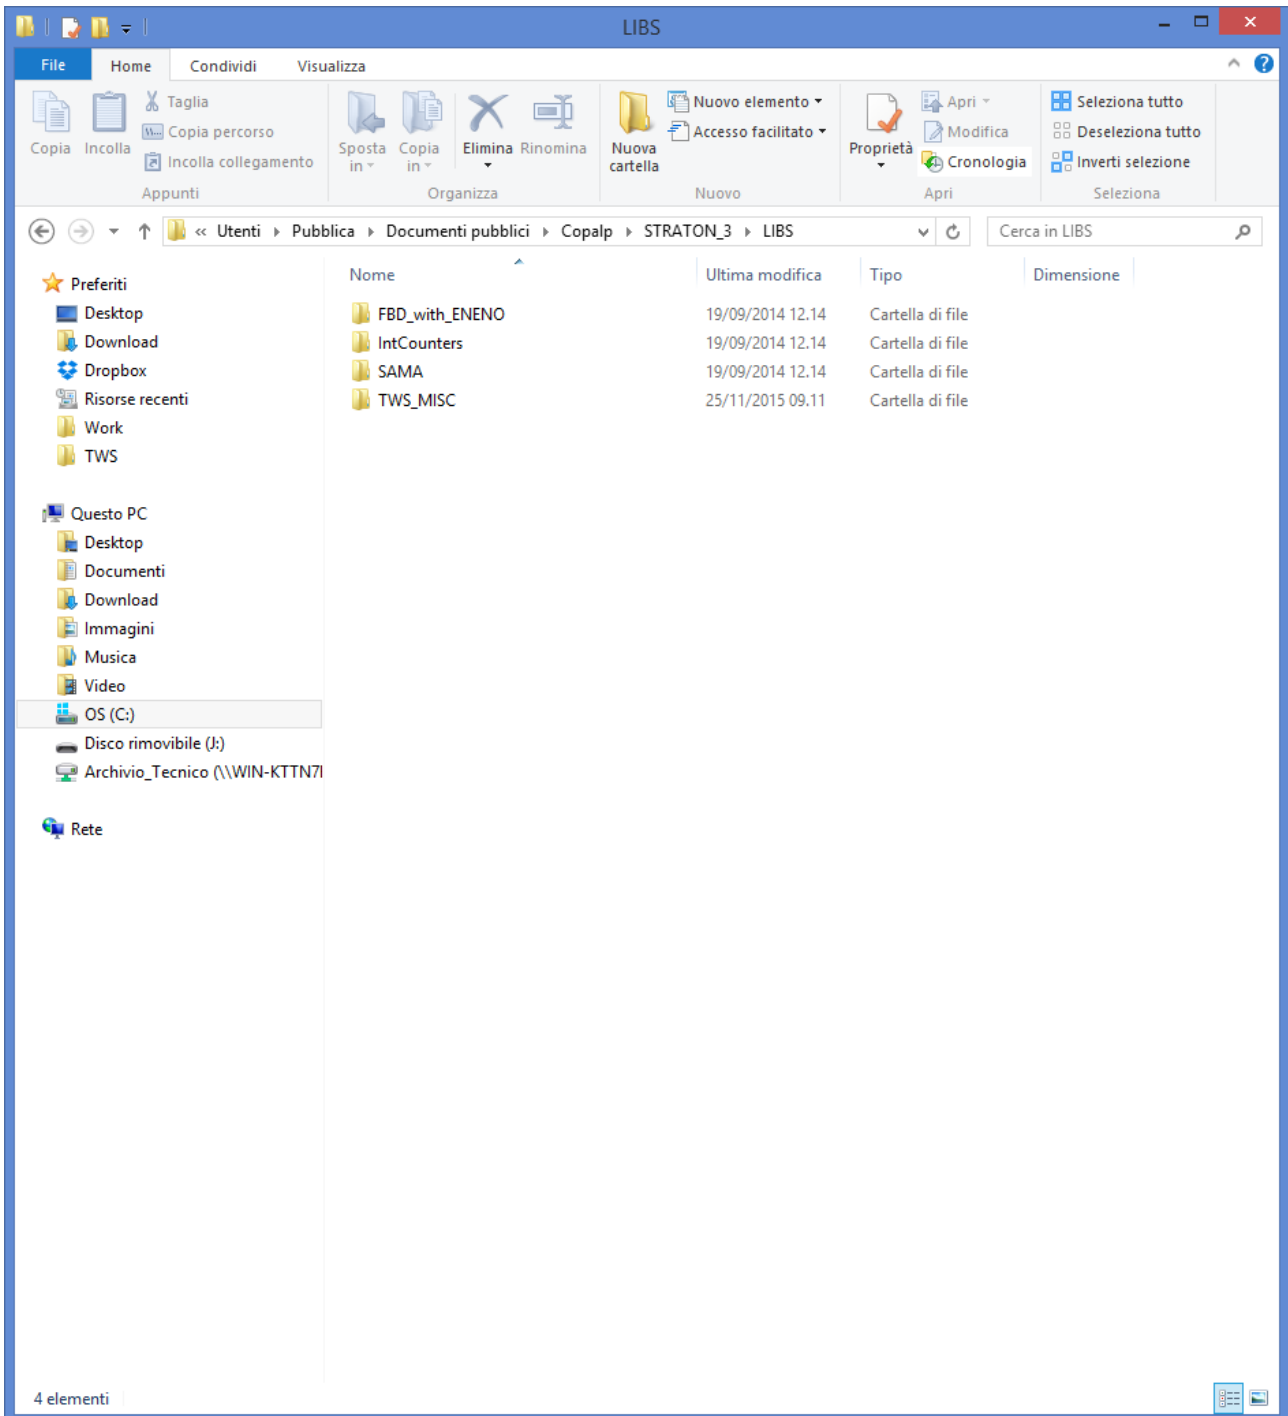 LIBS
File Home Condividi Visualizza
Copia
Incolla
Taglia
Copia percorso
Incolla collegamento
Appunti
Sposta in
Copia in
Elimina
Rinomina
Organizza
Nuova cartella
Nuovo elemento
Accesso facilitato
Nuovo
Proprietà
Apri
Modifica
Cronologia
Apri
Seleziona tutto
Deseleziona tutto
Inverti selezione
Seleziona
« Utenti Pubblica Documenti pubblici Copalp STRATON_3 LIBS
Cerca in LIBS
Preferiti
Desktop
Download
Dropbox
Risorse recenti
Work
TWS
Questo PC
Desktop
Documenti
Download
Immagini
Musica
Video
OS (C:)
Disco rimovibile (J:)
Archivio_Tecnico (\\WIN-KTTN7
Rete
Nome Ultima modifica Tipo Dimensione
FBD_with_ENENO 19/09/2014 12.14 Cartella di file
IntCounters 19/09/2014 12.14 Cartella di file
SAMA 19/09/2014 12.14 Cartella di file
TWS_MISC 25/11/2015 09.11 Cartella di file
4 elementi